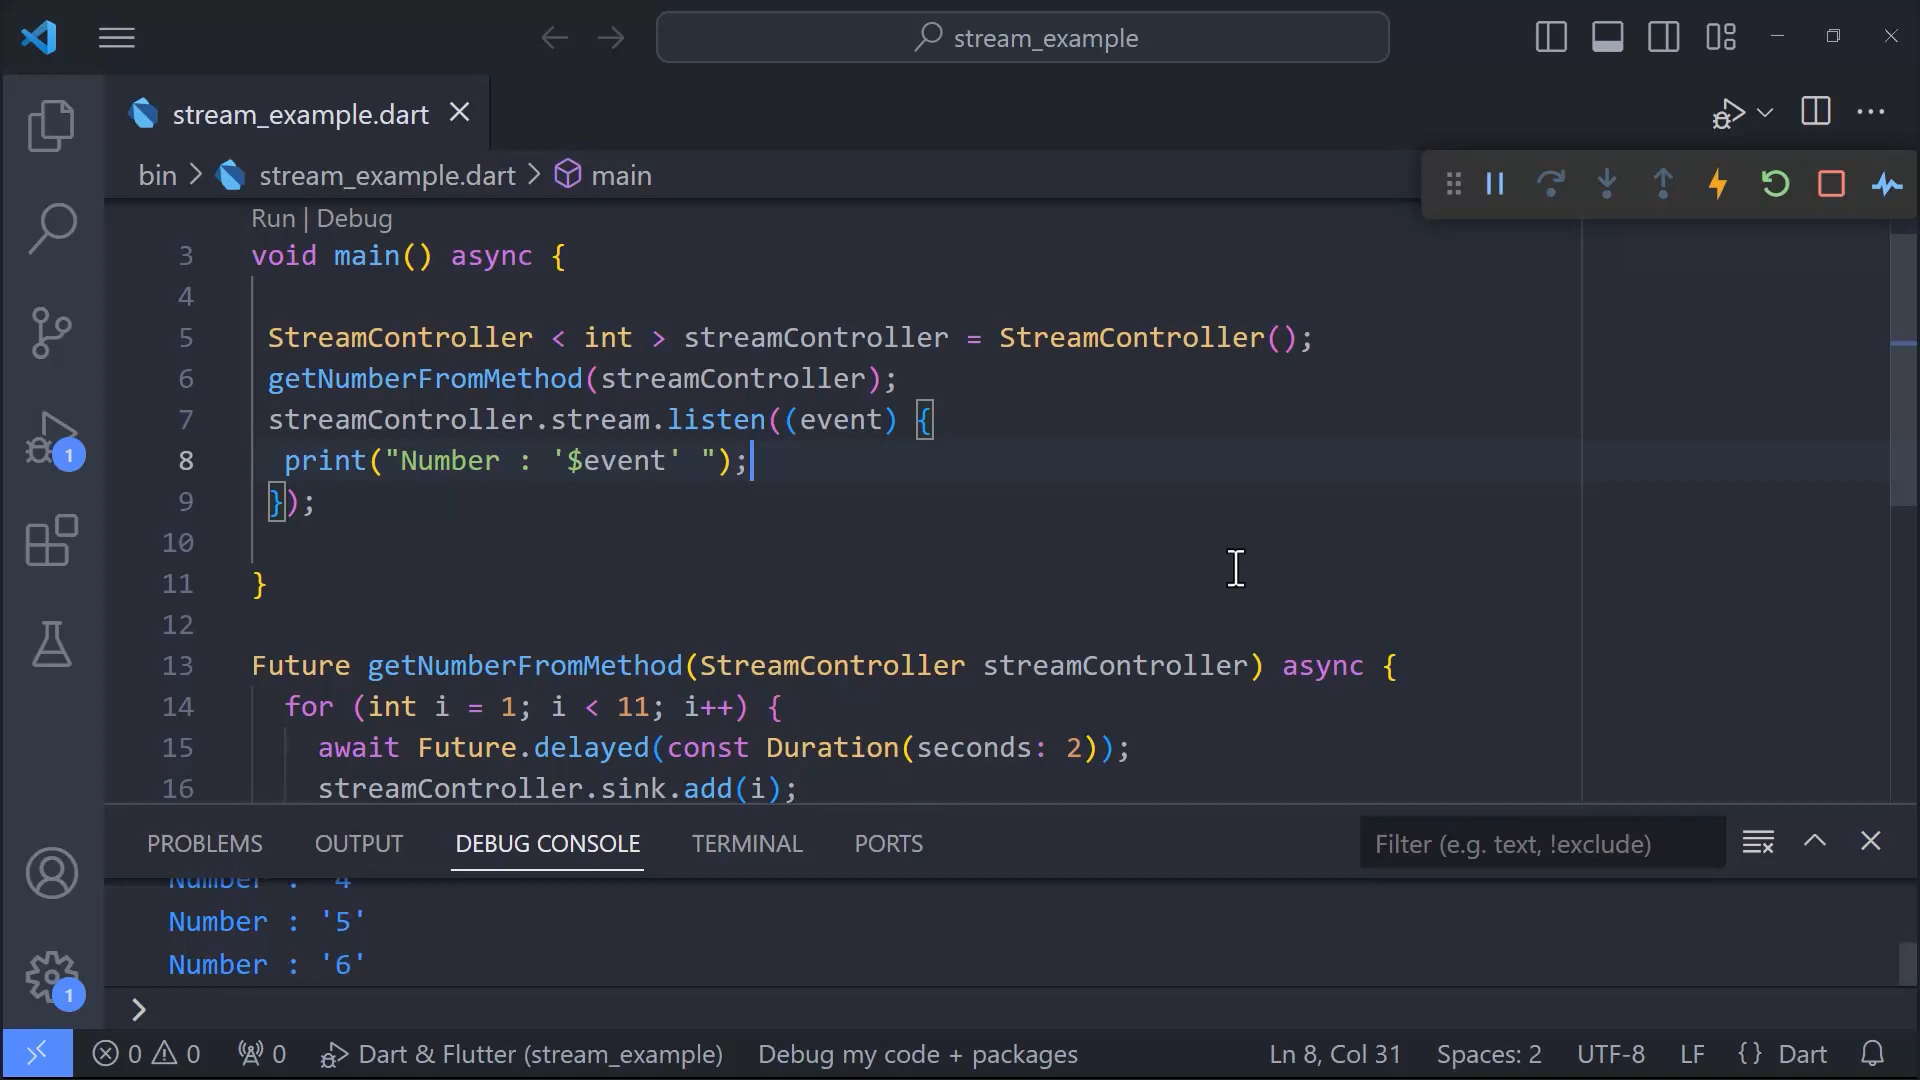 stream_example
stream_example.dart
bin > stream_example.dart > main
Run | Debug
3 void main() async {
4
5 StreamController < int > streamController = StreamController();
6 getNumberFromMethod(streamController);
7 streamController.stream.listen((event) {
8 print("Number : '$event' ");
9 });
10
11 }
12
13 Future getNumberFromMethod(StreamController streamController) async {
14 for (int i = 1; i < 11; i++) {
15 await Future.delayed(const Duration(seconds: 2));
16 streamController.sink.add(i);
PROBLEMS OUTPUT DEBUG CONSOLE TERMINAL PORTS Filter (e.g. text, !exclude)
Number : '4'
Number : '5'
Number : '6'
>
1
1
0 0 0 Dart & Flutter (stream_example) Debug my code + packages Ln 8, Col 31 Spaces: 2 UTF-8 LF {} Dart